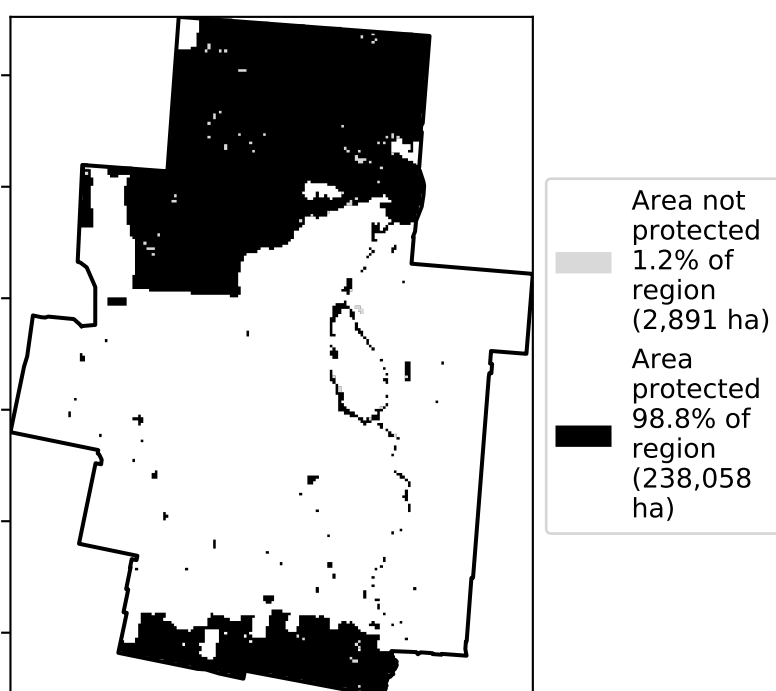 Area not
protected
1.2% of
region
(2,891 ha)
Area
protected
98.8% of
region
(238,058
ha)